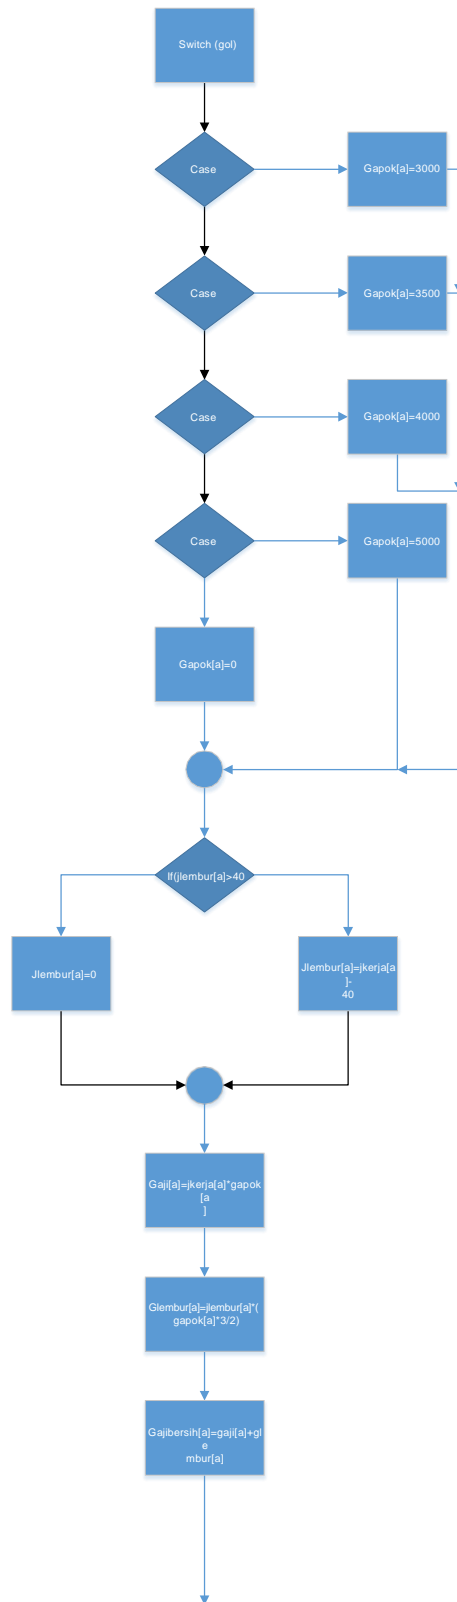 Switch (gol)
Case
Gapok[a]=3000
Case
Gapok[a]=3500
Case
Gapok[a]=4000
Case
Gapok[a]=5000
Gapok[a]=0
If(jlembur[a]>40
Jlembur[a]=0
Jlembur[a]=jkerja[a
]-
40
Gaji[a]=jkerja[a]*gapok
[a
]
Glembur[a]=jlembur[a]*(
gapok[a]*3/2)
Gajibersih[a]=gaji[a]+gl
e
mbur[a]